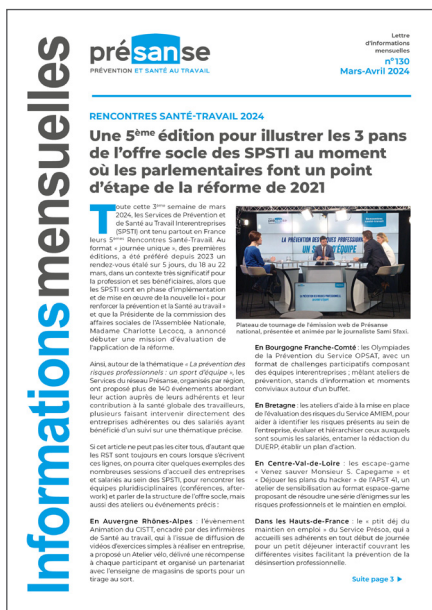 Informationsmensuelles
présanse
PRÉVENTION ET SANTÉ AU TRAVAIL
Lettre
d'informations
mensuelles
n°130
Mars-Avril 2024
RENCONTRES SANTÉ-TRAVAIL 2024
Une 5ème édition pour illustrer les 3 pans
de l'offre socle des SPSTI au moment
où les parlementaires font un point
d'étape de la réforme de 2021
Toute cette 3ème semaine de mars
2024, les Services de Prévention et
de Santé au Travail Interentreprises
(SPSTI) ont tenu partout en France
leurs 5èmes Rencontres Santé-Travail. Au
format « journée unique », des premières
éditions, a été préféré depuis 2023 un
rendez-vous étalé sur 5 jours, du 18 au 22
mars, dans un contexte très significatif pour
la profession et ses bénéficiaires, alors que
les SPSTI sont en phase d'implémentation
et de mise en œuvre de la nouvelle loi « pour
renforcer la prévention et la Santé au travail »
et que la Présidente de la commission des
affaires sociales de l'Assemblée Nationale,
Madame Charlotte Lecocq, a annoncé
débuter une mission d'évaluation de
l'application de la réforme.
Ainsi, autour de la thématique « La prévention des
risques professionnels : un sport d'équipe », les
Services du réseau Présanse, organisés par région,
ont proposé plus de 140 événements abordant
leur action auprès de leurs adhérents et leur
contribution à la santé globale des travailleurs,
plusieurs faisant intervenir directement des
entreprises adhérentes ou des salariés ayant
bénéficié d'un suivi sur une thématique précise.
Si cet article ne peut pas les citer tous, d'autant que
les RST sont toujours en cours lorsque s'écrivent
ces lignes, on pourra citer quelques exemples des
nombreuses sessions d'accueil des entreprises
et salariés au sein des SPSTI, pour rencontrer les
équipes pluridisciplinaires (conférences, after-
work) et parler de la structure de l'offre socle, mais
aussi des ateliers ou événements précis :
En Auvergne Rhônes-Alpes : l'événement
Animation du CISTT, encadré par des infirmières
de Santé au travail, qui à l'issue de diffusion de
vidéos d'exercices simples à réaliser en entreprise,
a proposé un Atelier vélo, délivré une récompense
à chaque participant et organisé un partenariat
avec l'enseigne de magasins de sports pour un
tirage au sort.
LA PRÉVENTION DES RISQUES PROFESSIONNELS
UN SPORT D'ÉQUIPE
Plateau de tournage de l'émission web de Présanse
national, présentée et animée par le journaliste Sami Sfaxi.
En Bourgogne Franche-Comté : les Olympiades
de la Prévention du Service OPSAT, avec un
format de challenges participatifs composant
des équipes interentreprises ; mêlant ateliers de
prévention, stands d'information et moments
conviviaux autour d'un buffet.
En Bretagne : les ateliers d'aide à la mise en place
de l'évaluation des risques du Service AMIEM, pour
aider à identifier les risques présents au sein de
l'entreprise, évaluer et hiérarchiser ceux auxquels
sont soumis les salariés, entamer la rédaction du
DUERP, établir un plan d'action.
En Centre-Val-de-Loire : les escape-game
« Venez sauver Monsieur S. Capegame » et
« Déjouer les plans du hacker » de l'APST 41, un
atelier de sensibilisation au format espace-game
proposant de résoudre une série d'énigmes sur les
risques professionnels et le maintien en emploi.
Dans les Hauts-de-France : le « ptit déj du
maintien en emploi » du Service Présoa, qui a
accueilli ses adhérents en tout début de journée
pour un petit déjeuner interactif couvrant les
différentes visites facilitant la prévention de la
désinsertion professionnelle.
Suite page 3